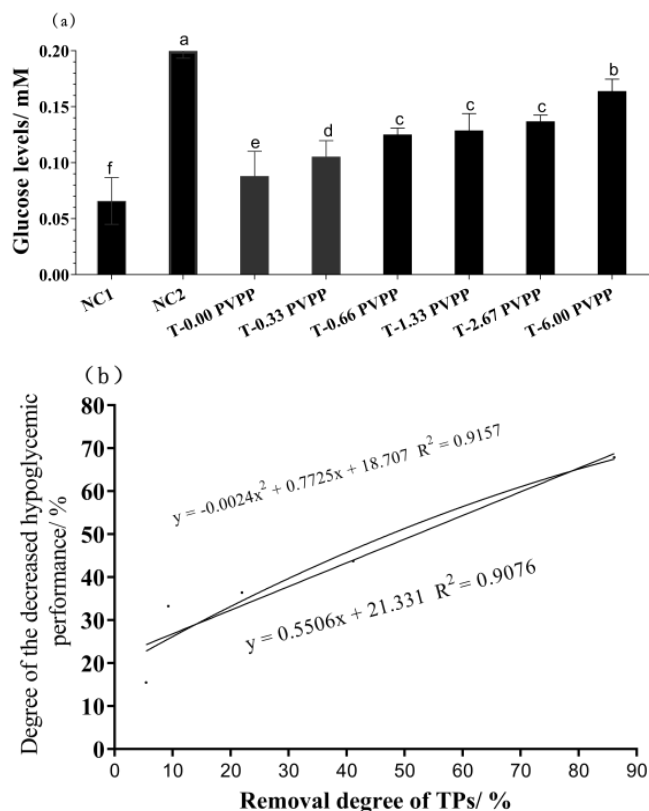 (a)
Glucose levels/ mM
0.20
0.15
0.10
0.05
0.00
f
a
e
d
c
c
c
b
NC1
NC2
T-0.00 PVPP
T-0.33 PVPP
T-0.66 PVPP
T-1.33 PVPP
T-2.67 PVPP
T-6.00 PVPP
(b)
Degree of the decreased hypoglycemic
performance/ %
80
70
60
50
40
30
20
10
0
y = -0.0024x² + 0.7725x + 18.707 R² = 0.9157
y = 0.5506x + 21.331 R² = 0.9076
0
10
20
30
40
50
60
70
80
90
Removal degree of TPs/ %